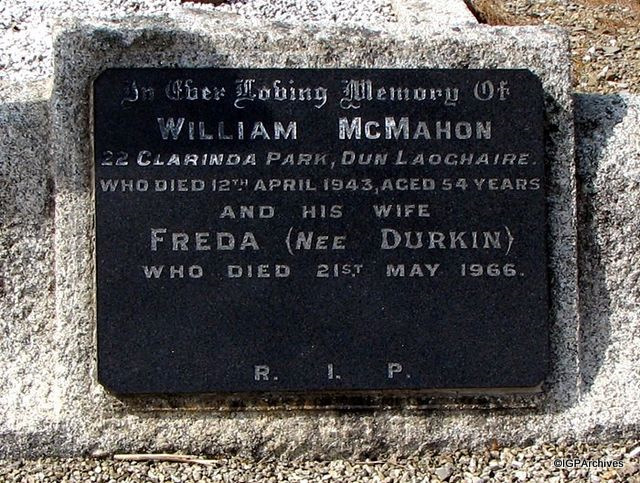 In Ever Loving Memory Of
WILLIAM McMAHON
22 CLARINDA PARK, DUN LAOGHAIRE.
WHO DIED 12TH APRIL 1943, AGED 54 YEARS
AND HIS WIFE
FREDA (NEE DURKIN)
WHO DIED 21ST MAY 1966.
R. I. P.
©IGPArchives